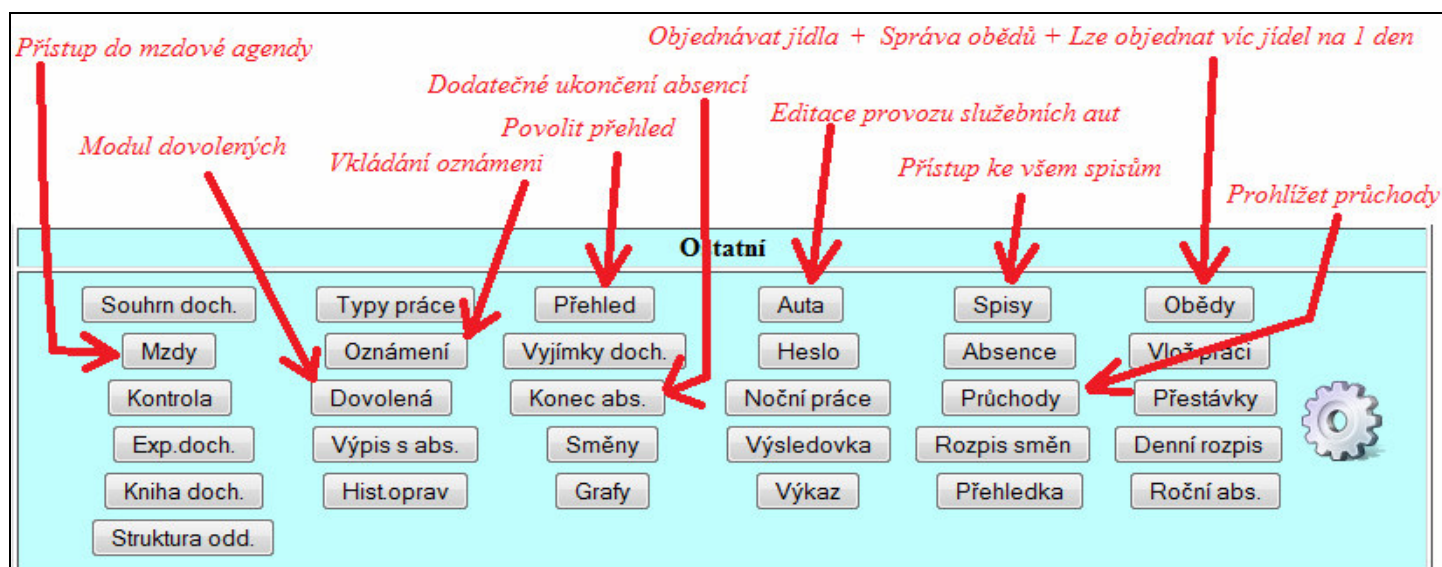 Objednávat jídla + Správa obědů + Lze objednat víc jídel na 1 den
Přístup do mzdové agendy
Dodatečné ukončení absencí
Editace provozu služebních aut
Povolit přehled
Modul dovolených
Vkládání oznámeni
Přístup ke všem spisům
Prohlížet průchody
Ostatní
Souhrn doch. Typy práce Přehled Auta Spisy Obědy
Mzdy Oznámení Vyjímky doch. Heslo Absence Vlož práci
Kontrola Dovolená Konec abs. Noční práce Průchody Přestávky
Exp.doch. Výpis s abs. Směny Výsledovka Rozpis směn Denní rozpis
Kniha doch. Hist.oprav Grafy Výkaz Přehledka Roční abs.
Struktura odd.